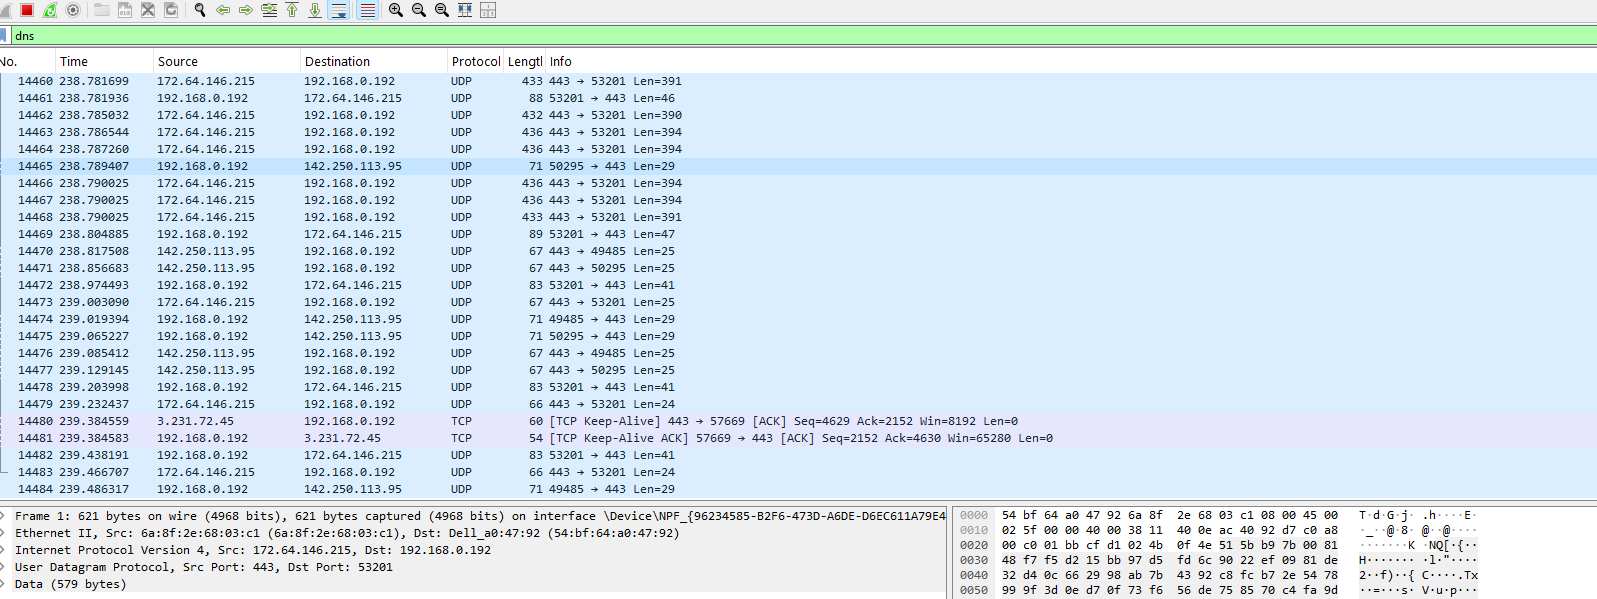 dns
No. Time Source Destination Protocol Lengtl Info
14460 238.781699 172.64.146.215 192.168.0.192 UDP 433 443 → 53201 Len=391
14461 238.781936 192.168.0.192 172.64.146.215 UDP 88 53201 → 443 Len=46
14462 238.785032 172.64.146.215 192.168.0.192 UDP 432 443 → 53201 Len=390
14463 238.786544 172.64.146.215 192.168.0.192 UDP 436 443 → 53201 Len=394
14464 238.787260 172.64.146.215 192.168.0.192 UDP 436 443 → 53201 Len=394
14465 238.789407 192.168.0.192 142.250.113.95 UDP 71 50295 → 443 Len=29
14466 238.790025 172.64.146.215 192.168.0.192 UDP 436 443 → 53201 Len=394
14467 238.790025 172.64.146.215 192.168.0.192 UDP 436 443 → 53201 Len=394
14468 238.790025 172.64.146.215 192.168.0.192 UDP 433 443 → 53201 Len=391
14469 238.804885 192.168.0.192 172.64.146.215 UDP 89 53201 → 443 Len=47
14470 238.817508 142.250.113.95 192.168.0.192 UDP 67 443 → 49485 Len=25
14471 238.856683 142.250.113.95 192.168.0.192 UDP 67 443 → 50295 Len=25
14472 238.974493 192.168.0.192 172.64.146.215 UDP 83 53201 → 443 Len=41
14473 239.003090 172.64.146.215 192.168.0.192 UDP 67 443 → 53201 Len=25
14474 239.019394 192.168.0.192 142.250.113.95 UDP 71 49485 → 443 Len=29
14475 239.065227 192.168.0.192 142.250.113.95 UDP 71 50295 → 443 Len=29
14476 239.085412 142.250.113.95 192.168.0.192 UDP 67 443 → 49485 Len=25
14477 239.129145 142.250.113.95 192.168.0.192 UDP 67 443 → 50295 Len=25
14478 239.203998 192.168.0.192 172.64.146.215 UDP 83 53201 → 443 Len=41
14479 239.232437 172.64.146.215 192.168.0.192 UDP 66 443 → 53201 Len=24
14480 239.384559 3.231.72.45 192.168.0.192 TCP 60 [TCP Keep-Alive] 443 → 57669 [ACK] Seq=4629 Ack=2152 Win=8192 Len=0
14481 239.384583 192.168.0.192 3.231.72.45 TCP 54 [TCP Keep-Alive ACK] 57669 → 443 [ACK] Seq=2152 Ack=4630 Win=65280 Len=0
14482 239.438191 192.168.0.192 172.64.146.215 UDP 83 53201 → 443 Len=41
14483 239.466707 172.64.146.215 192.168.0.192 UDP 66 443 → 53201 Len=24
14484 239.486317 192.168.0.192 142.250.113.95 UDP 71 49485 → 443 Len=29
Frame 1: 621 bytes on wire (4968 bits), 621 bytes captured (4968 bits) on interface \Device\NPF_{96234585-B2F6-473D-A6DE-D6EC611A79E4
Ethernet II, Src: 6a:8f:2e:68:03:c1 (6a:8f:2e:68:03:c1), Dst: Dell_a0:47:92 (54:bf:64:a0:47:92)
Internet Protocol Version 4, Src: 172.64.146.215, Dst: 192.168.0.192
User Datagram Protocol, Src Port: 443, Dst Port: 53201
Data (579 bytes)
0000 54 bf 64 a0 47 92 6a 8f 2e 68 03 c1 08 00 45 00 T·d·G·j· .h····E·
0010 02 5f 00 00 40 00 38 11 40 0e ac 40 92 d7 c0 a8 ·_··@·8· @··@····
0020 00 c0 01 bb cf d1 02 4b 0f 4e 51 5b b9 7b 00 81 ·······K ·NQ[·{··
0030 48 f7 f5 d2 15 bb 97 d5 fd 6c 90 22 ef 09 81 de H······· ·l·"····
0040 32 d4 0c 66 29 98 ab 7b 43 92 c8 fc b7 2e 54 78 2··f)··{ C····.Tx
0050 99 9f 3d 0e d7 0f 73 f6 56 de 75 85 70 c4 fa 9d ··=···s· V·u·p···